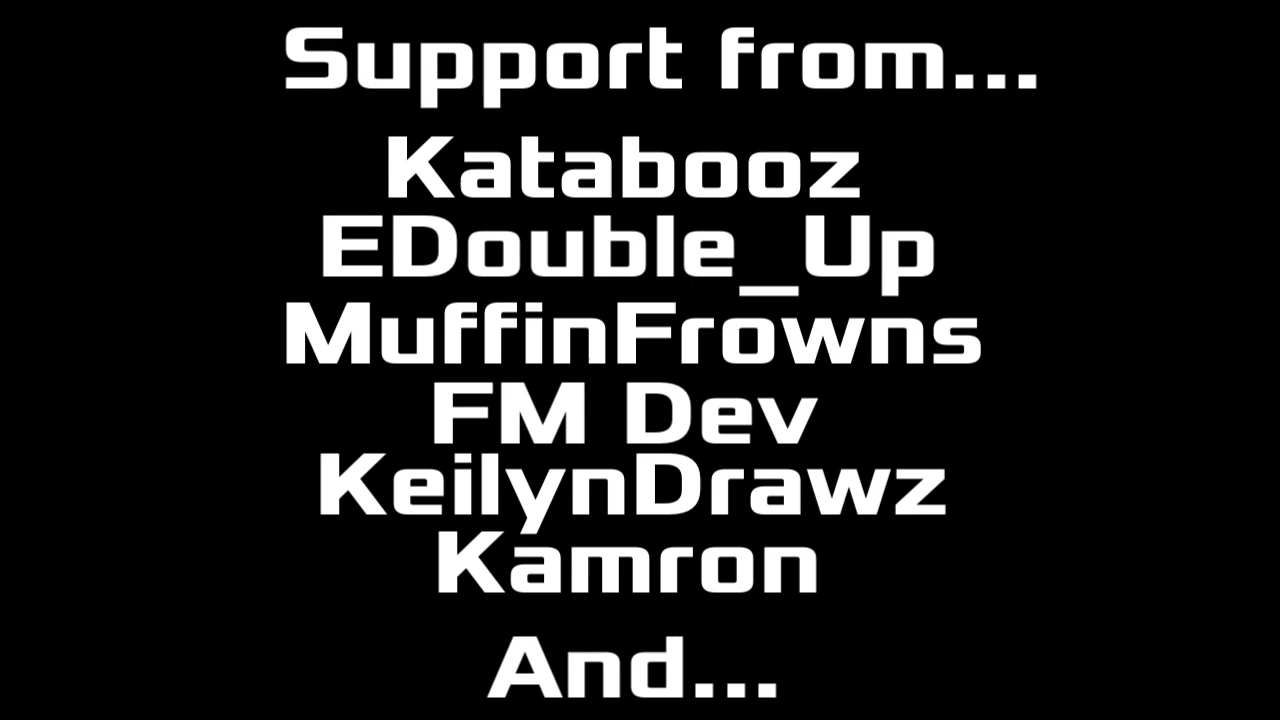 Support from...
Katabooz
EDouble_Up
MuffinFrowns
FM Dev
KeilynDrawz
Kamron
And...